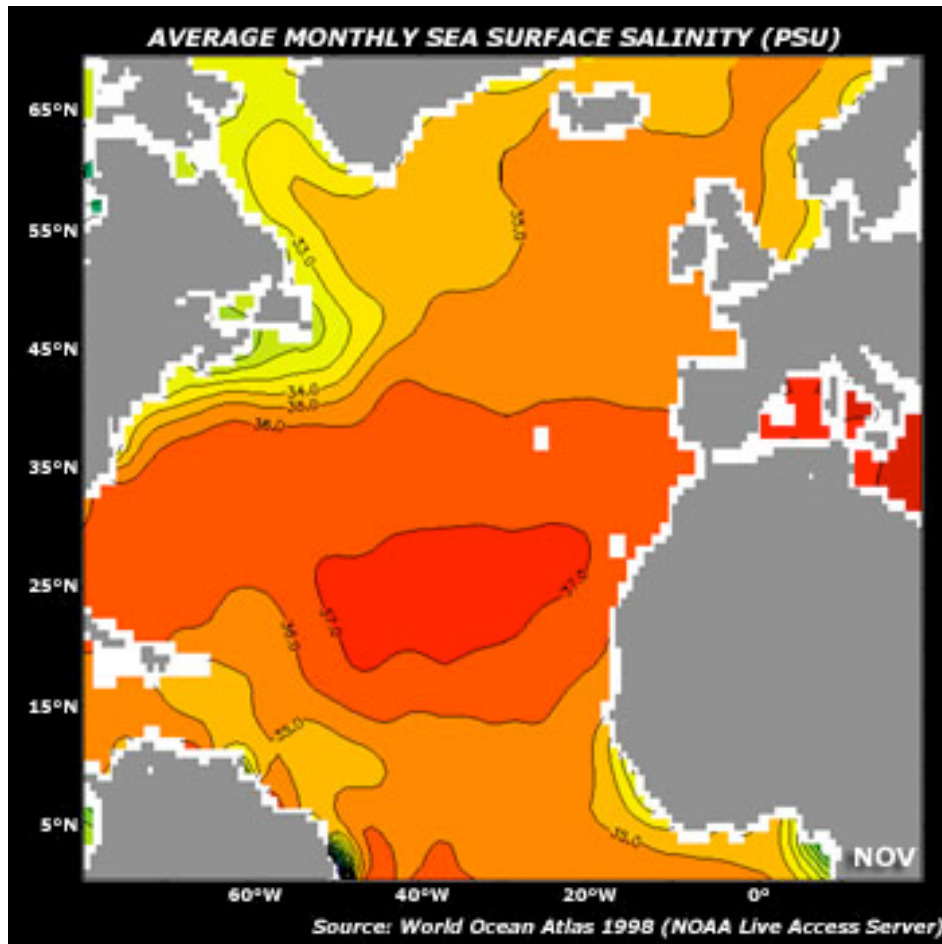 AVERAGE MONTHLY SEA SURFACE SALINITY (PSU)
65°N
55°N
45°N
35°N
25°N
15°N
5°N
35.0
33.0
34.0
35.0
36.0
37.0
37.0
36.0
35.0
35.0
NOV
60°W 40°W 20°W 0°
Source: World Ocean Atlas 1998 (NOAA Live Access Server)